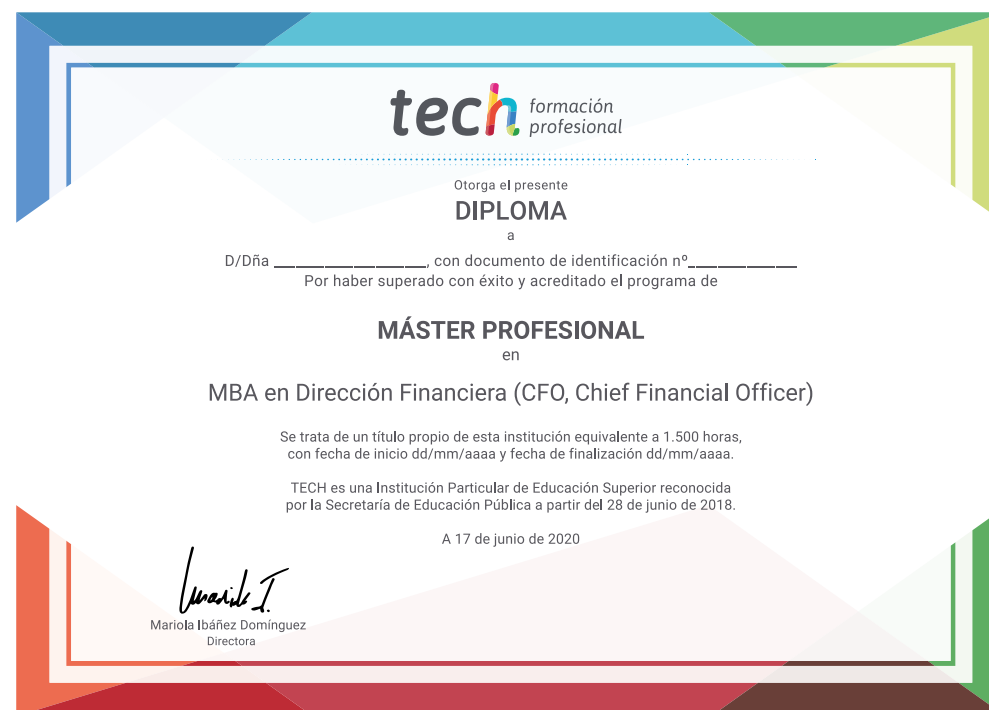 tech formación
profesional
Otorga el presente
DIPLOMA
a
D/Dña ____________________, con documento de identificación nº______________
Por haber superado con éxito y acreditado el programa de
MÁSTER PROFESIONAL
en
MBA en Dirección Financiera (CFO, Chief Financial Officer)
Se trata de un título propio de esta institución equivalente a 1.500 horas,
con fecha de inicio dd/mm/aaaa y fecha de finalización dd/mm/aaaa.
TECH es una Institución Particular de Educación Superior reconocida
por la Secretaría de Educación Pública a partir del 28 de junio de 2018.
A 17 de junio de 2020
Mariola Ibáñez Domínguez
Directora